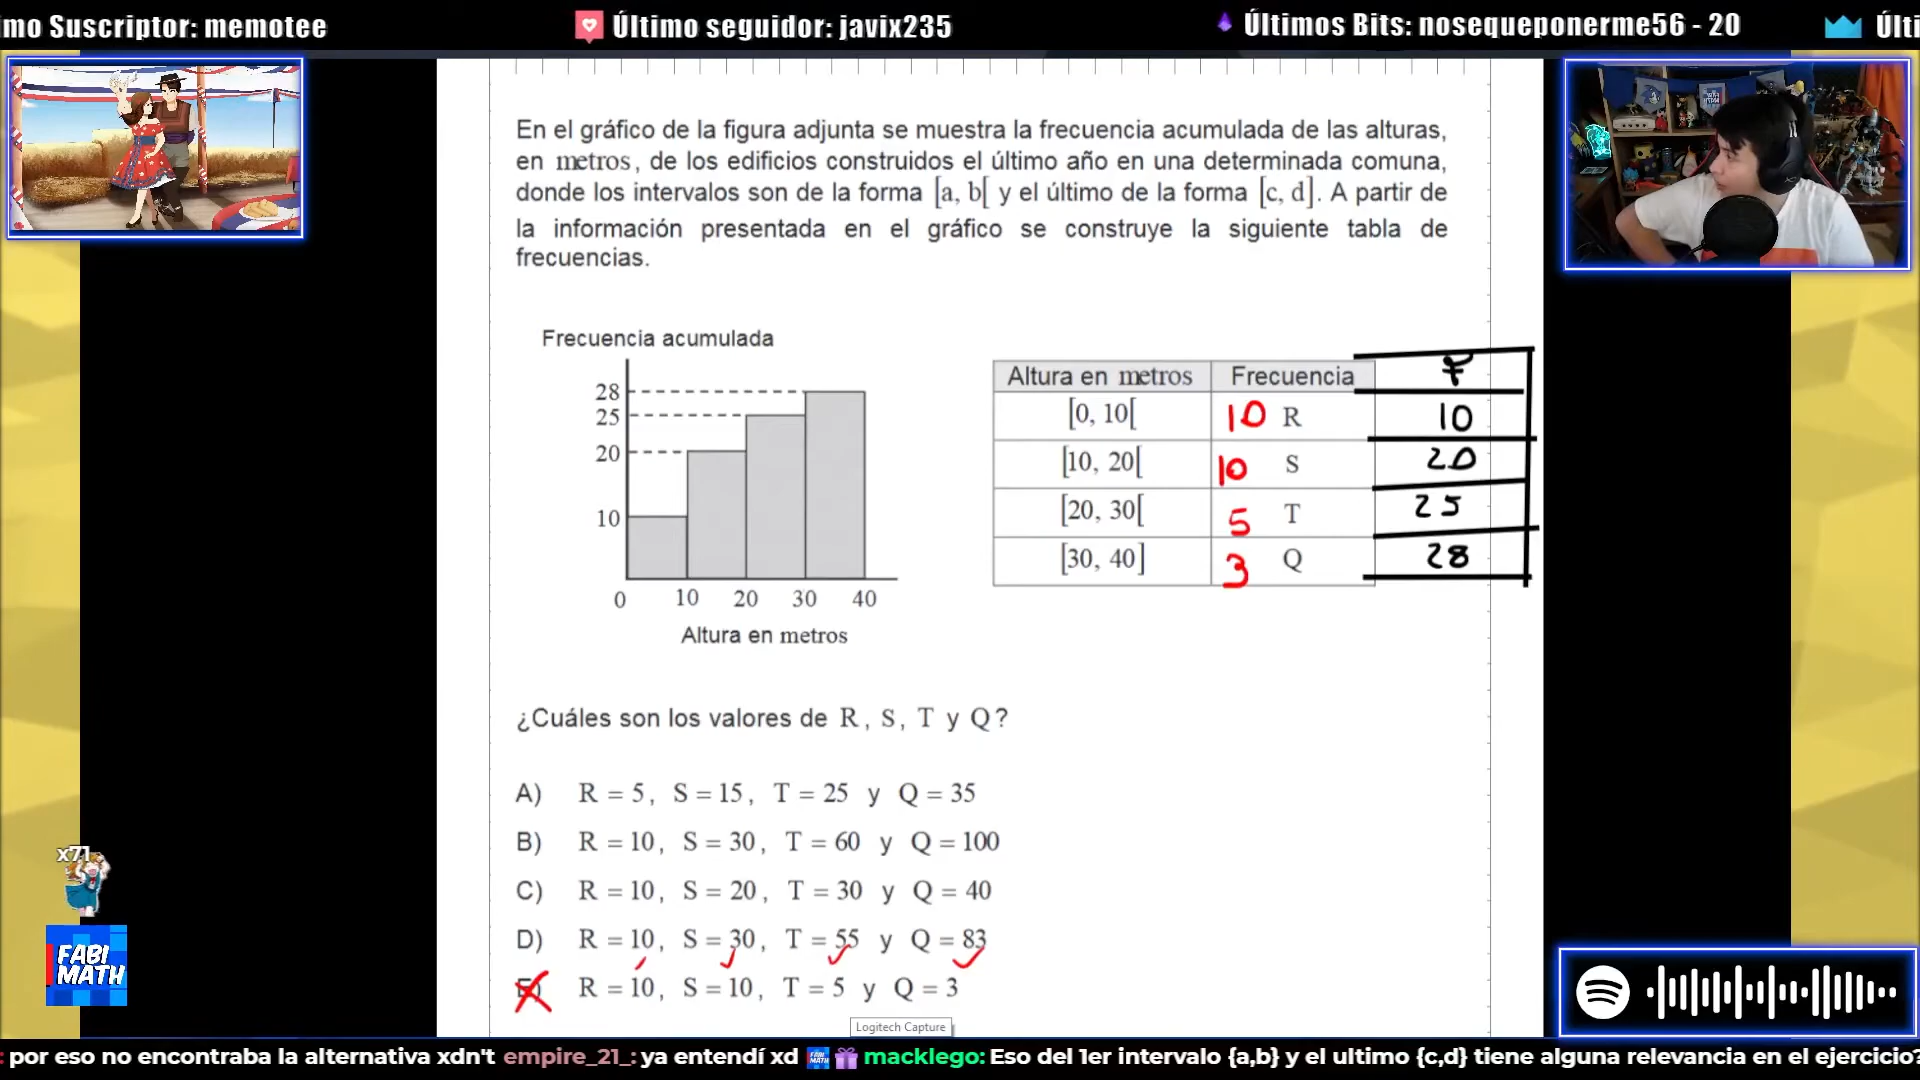 mo Suscriptor: memotee
Último seguidor: javix235
Últimos Bits: nosequeponerme56 - 20
Últi
En el gráfico de la figura adjunta se muestra la frecuencia acumulada de las alturas,
en metros, de los edificios construidos el último año en una determinada comuna,
donde los intervalos son de la forma [a, b[ y el último de la forma [c, d]. A partir de
la información presentada en el gráfico se construye la siguiente tabla de
frecuencias.
Frecuencia acumulada
28
25
20
10
0 10 20 30 40
Altura en metros
Altura en metros Frecuencia F
[0, 10[ 10 R 10
[10, 20[ 10 S 20
[20, 30[ 5 T 25
[30, 40] 3 Q 28
¿Cuáles son los valores de R, S, T y Q?
A) R = 5, S = 15, T = 25 y Q = 35
B) R = 10, S = 30, T = 60 y Q = 100
C) R = 10, S = 20, T = 30 y Q = 40
D) R = 10, S = 30, T = 55 y Q = 83
E) R = 10, S = 10, T = 5 y Q = 3
x71
FABI
MATH
Logitech Capture
: por eso no encontraba la alternativa xdn't empire_21_: ya entendí xd macklego: Eso del 1er intervalo {a,b} y el ultimo {c,d} tiene alguna relevancia en el ejercicio?